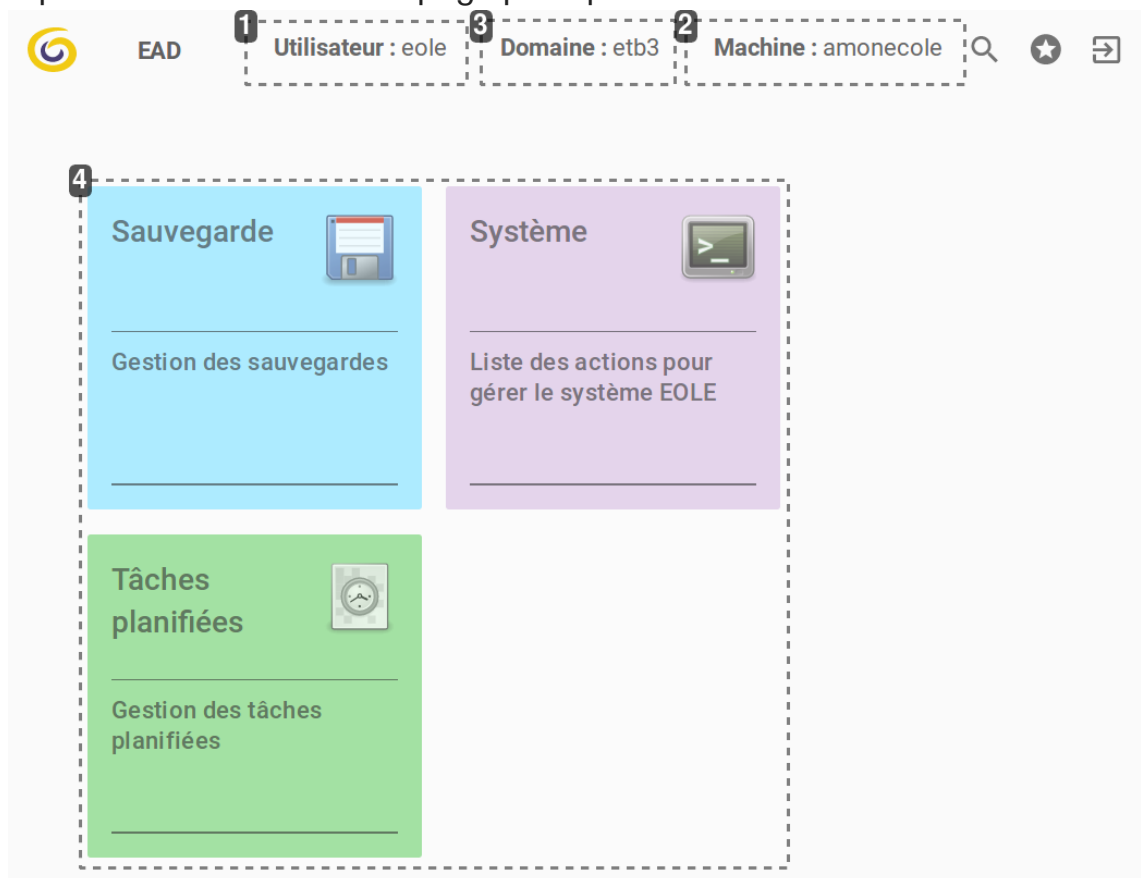 EAD
1 Utilisateur : eole
3 Domaine : etb3
2 Machine : amonecole
4
Sauvegarde
Gestion des sauvegardes
Système
>_
Liste des actions pour
gérer le système EOLE
Tâches
planifiées
Gestion des tâches
planifiées